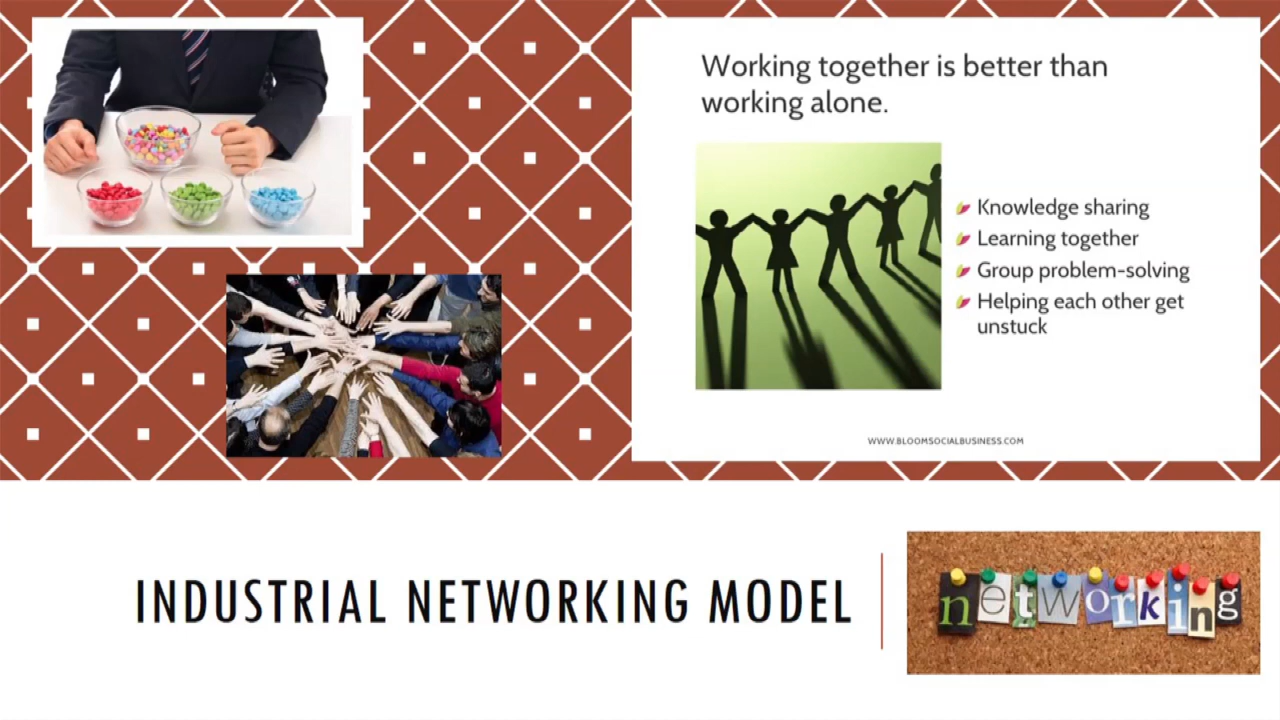 Working together is better than
working alone.
Knowledge sharing
Learning together
Group problem-solving
Helping each other get
unstuck
WWW.BLOOMSOCIALBUSINESS.COM
INDUSTRIAL NETWORKING MODEL
networking